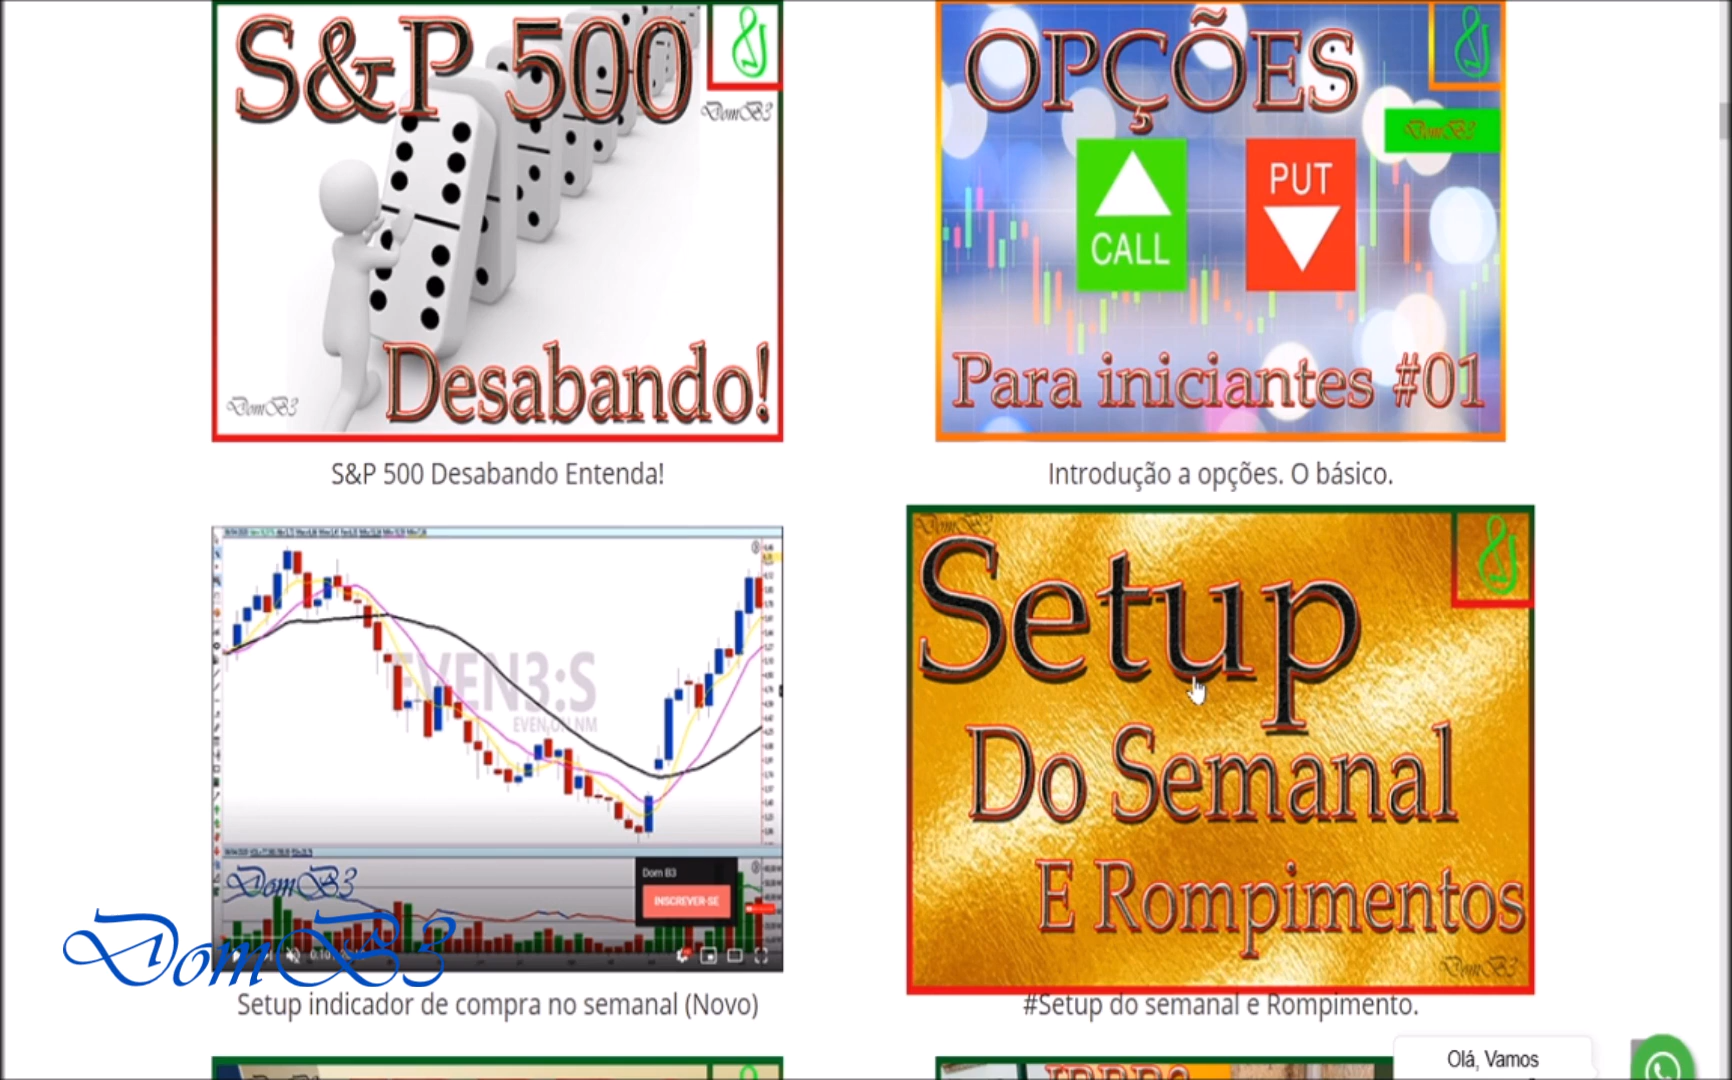 S&P 500
DomB3
Desabando!
DomB3
S&P 500 Desabando Entenda!
OPÇÕES
DomB3
CALL
PUT
Para iniciantes #01
Introdução a opções. O básico.
EVEN3:S
EVEN ON NM
DomB3
Dom B3
INSCREVER-SE
DomB3
Setup indicador de compra no semanal (Novo)
DomB3
Setup
Do Semanal
E Rompimentos
DomB3
#Setup do semanal e Rompimento.
Olá, Vamos